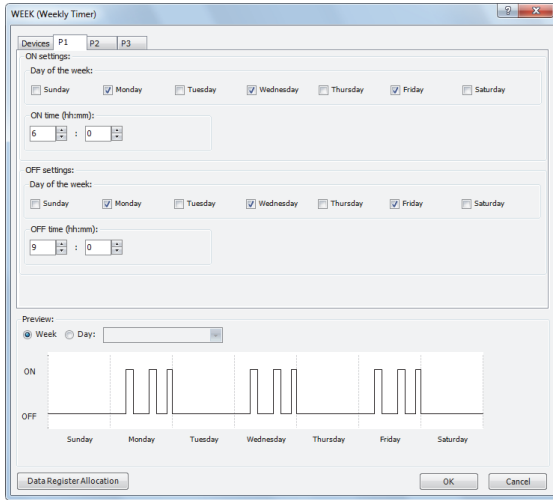 WEEK (Weekly Timer)
Devices P1 P2 P3
ON settings:
Day of the week:
Sunday Monday Tuesday Wednesday Thursday Friday Saturday
ON time (hh:mm):
6 : 0
OFF settings:
Day of the week:
Sunday Monday Tuesday Wednesday Thursday Friday Saturday
OFF time (hh:mm):
9 : 0
Preview:
Week Day:
ON
OFF
Sunday Monday Tuesday Wednesday Thursday Friday Saturday
Data Register Allocation OK Cancel